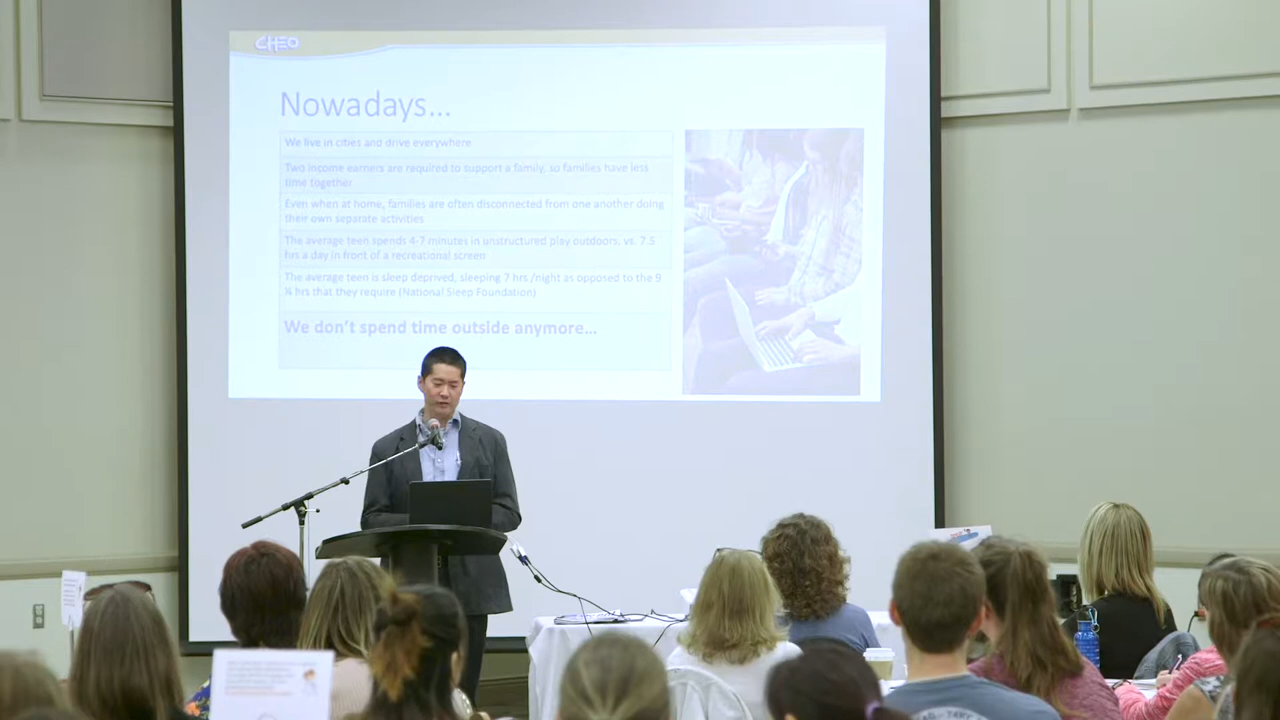 CHEO
Nowadays...
We live in cities and drive everywhere
Two income earners are required to support a family, so families have less
time together
Even when at home, families are often disconnected from one another doing
their own separate activities
The average teen spends 4-7 minutes in unstructured play outdoors, vs. 7.5
hrs a day in front of a recreational screen
The average teen is sleep deprived, sleeping 7 hrs /night as opposed to the 9
¼ hrs that they require (National Sleep Foundation)
We don't spend time outside anymore...